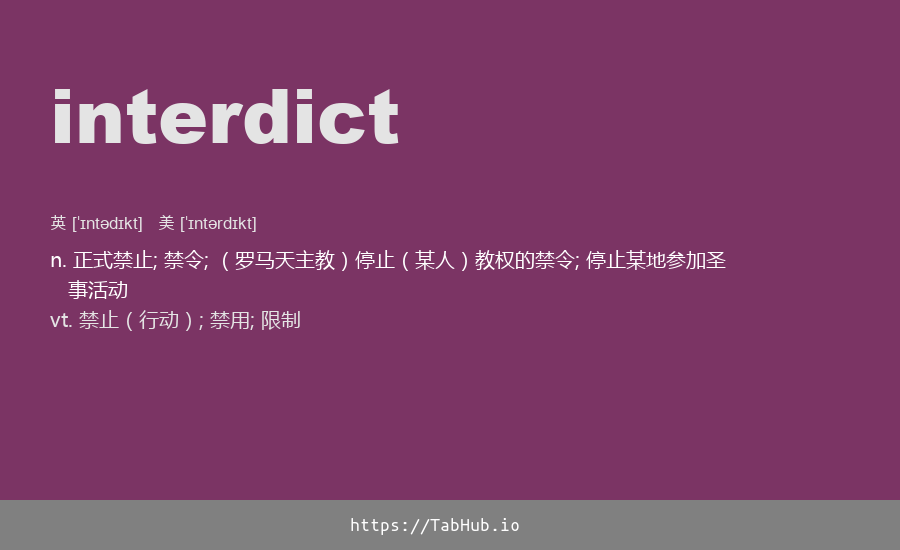 interdict
英 [ˈɪntədɪkt] 美 [ˈɪntərdɪkt]
n. 正式禁止; 禁令; （罗马天主教）停止（某人）教权的禁令; 停止某地参加圣
事活动
vt. 禁止（行动）; 禁用; 限制
https://TabHub.io